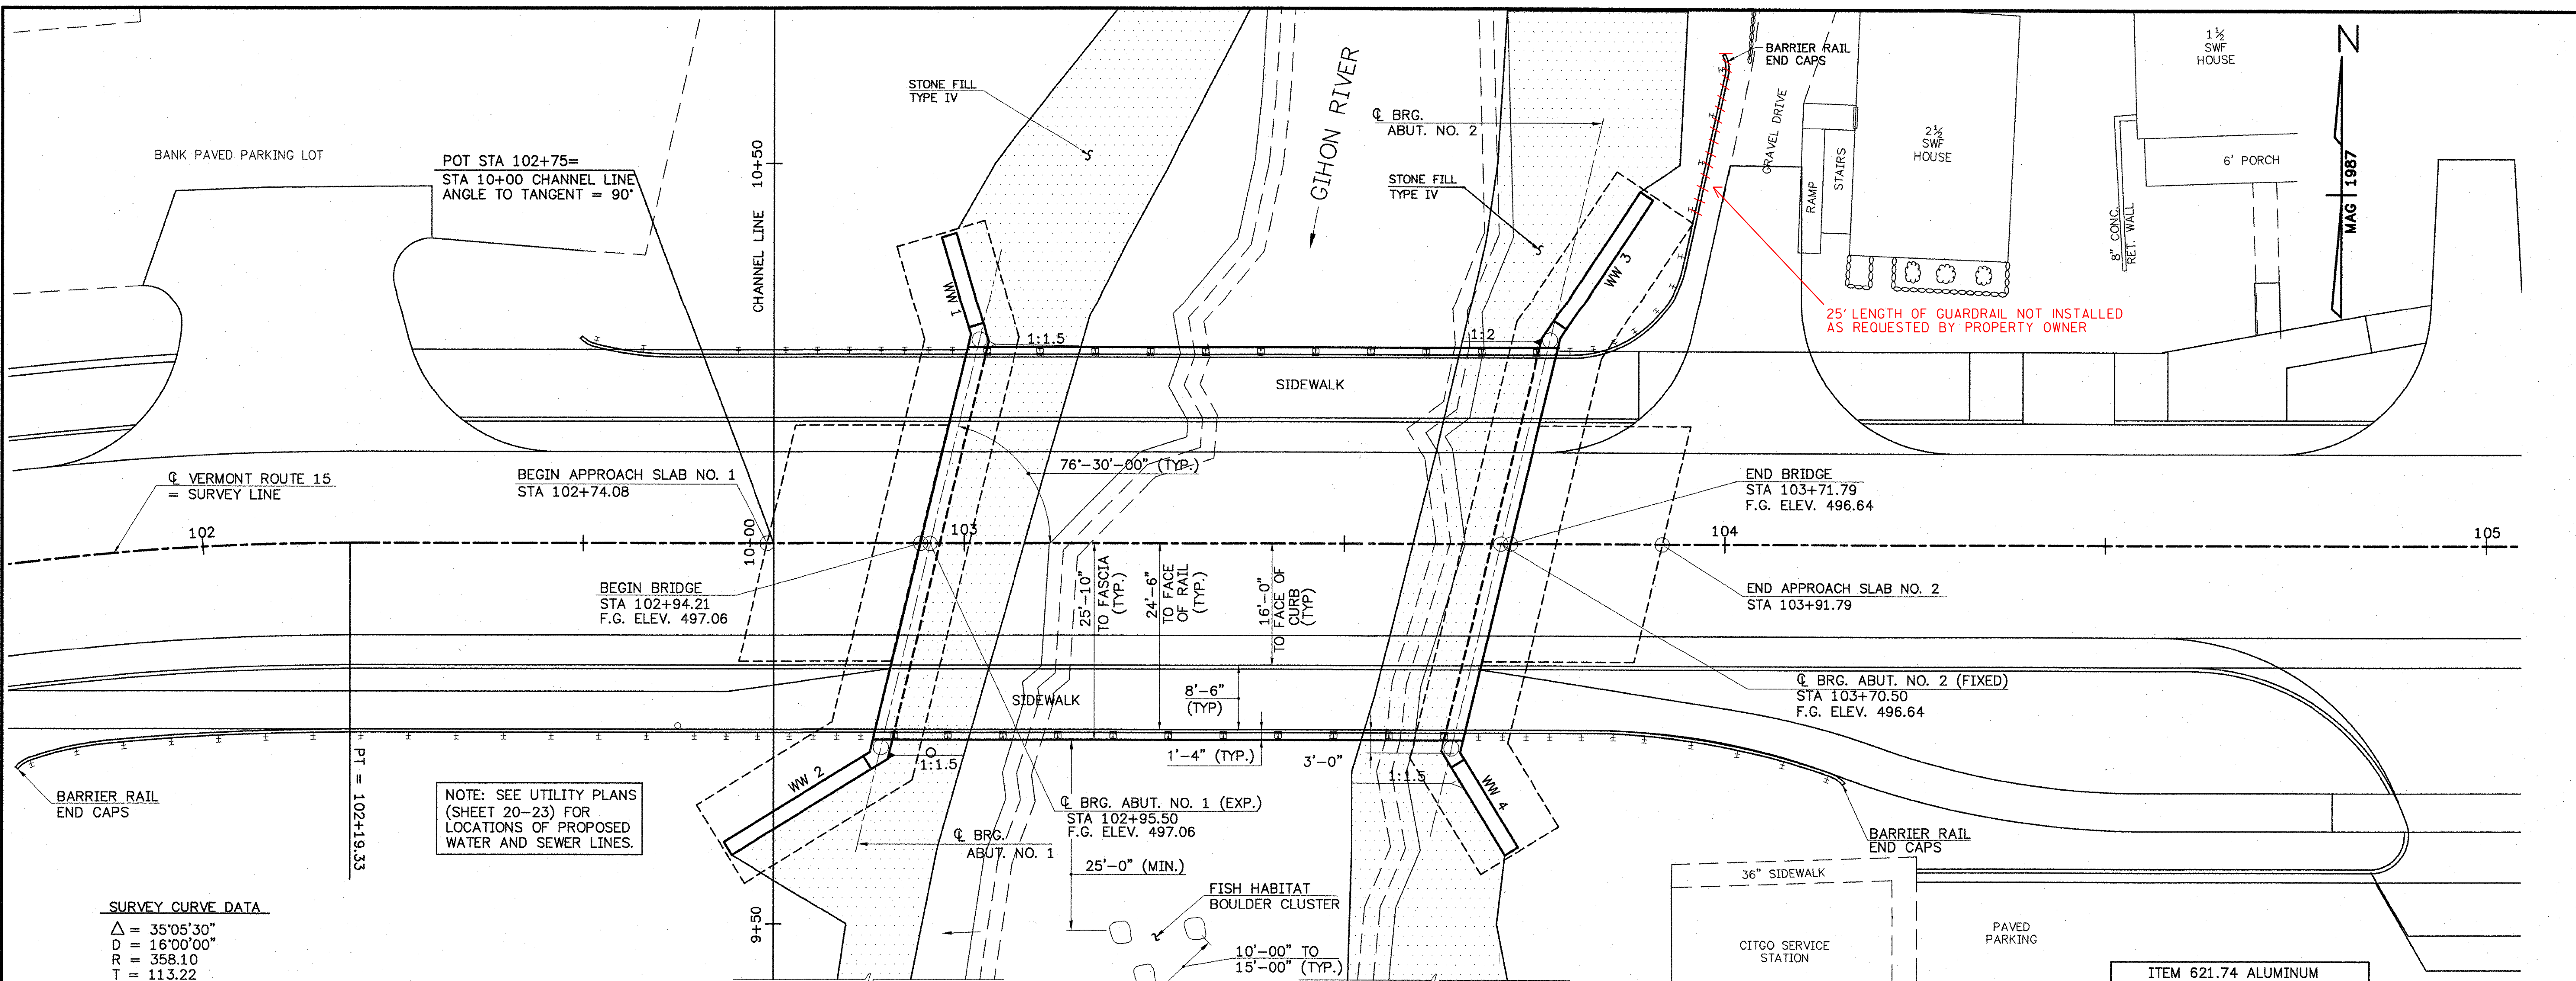 STONE FILL
TYPE IV
BANK PAVED PARKING LOT
POT STA 102+75=
STA 10+00 CHANNEL LINE
ANGLE TO TANGENT = 90°
CHANNEL LINE
10+50
GIHON RIVER
℄ BRG.
ABUT. NO. 2
STONE FILL
TYPE IV
BARRIER RAIL
END CAPS
GRAVEL DRIVE
RAMP
STAIRS
2½
SWF
HOUSE
1½
SWF
HOUSE
6' PORCH
8" CONC.
RET. WALL
N
MAG 1987
25' LENGTH OF GUARDRAIL NOT INSTALLED
AS REQUESTED BY PROPERTY OWNER
WW 1
WW 3
1:1.5
1:2
SIDEWALK
76°-30'-00" (TYP.)
℄ VERMONT ROUTE 15
= SURVEY LINE
BEGIN APPROACH SLAB NO. 1
STA 102+74.08
END BRIDGE
STA 103+71.79
F.G. ELEV. 496.64
102
10+00
103
104
105
BEGIN BRIDGE
STA 102+94.21
F.G. ELEV. 497.06
25'-10"
TO FASCIA
(TYP.)
24'-6"
TO FACE
OF RAIL
(TYP.)
16'-0"
TO FACE OF
CURB
(TYP)
END APPROACH SLAB NO. 2
STA 103+91.79
SIDEWALK
8'-6"
(TYP)
℄ BRG. ABUT. NO. 2 (FIXED)
STA 103+70.50
F.G. ELEV. 496.64
PT = 102+19.33
1'-4" (TYP.)
3'-0"
1:1.5
1:1.5
WW 2
WW 4
BARRIER RAIL
END CAPS
NOTE: SEE UTILITY PLANS
(SHEET 20-23) FOR
LOCATIONS OF PROPOSED
WATER AND SEWER LINES.
℄ BRG. ABUT. NO. 1 (EXP.)
STA 102+95.50
F.G. ELEV. 497.06
℄ BRG.
ABUT. NO. 1
25'-0" (MIN.)
BARRIER RAIL
END CAPS
36" SIDEWALK
FISH HABITAT
BOULDER CLUSTER
9+50
10'-00" TO
15'-00" (TYP.)
CITGO SERVICE
STATION
PAVED
PARKING
SURVEY CURVE DATA
△ = 35°05'30"
D = 16°00'00"
R = 358.10
T = 113.22
ITEM 621.74 ALUMINUM